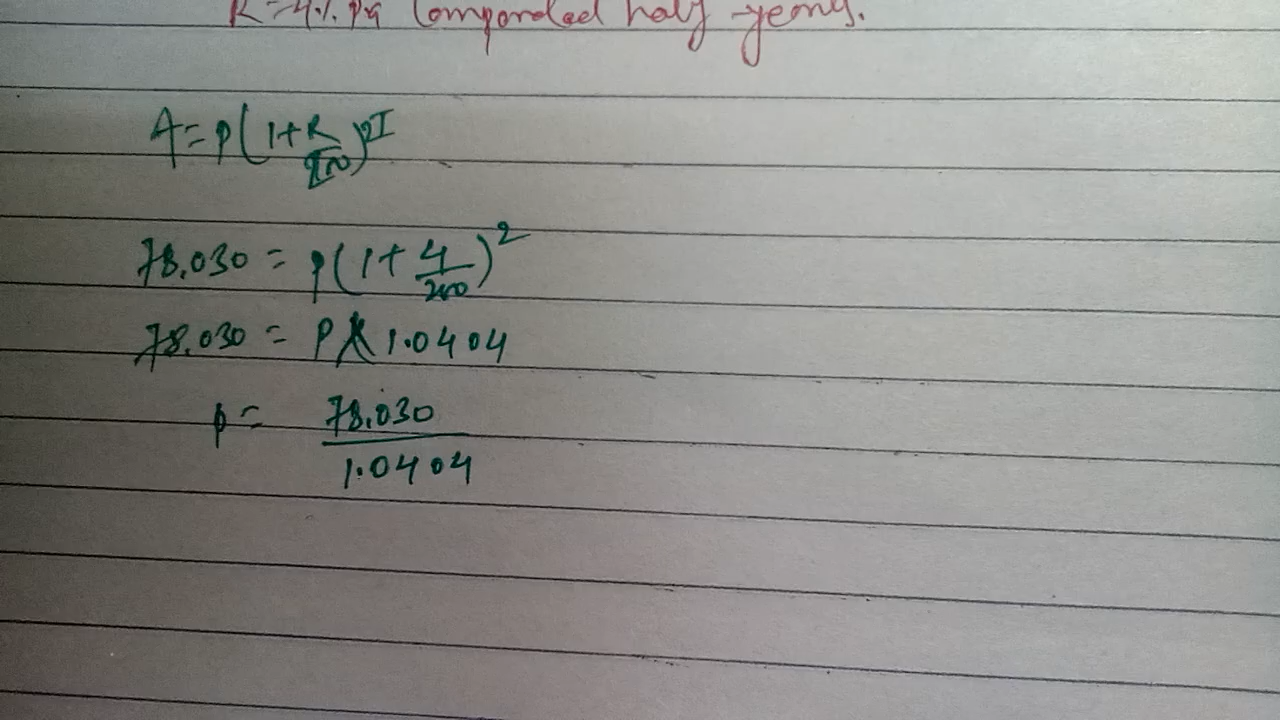 R = 4% pa Componded half yearly.
A = P(1+R/200)^2T
78,030 = P(1+4/200)^2
78,030 = P X 1.0404
p = 78,030/1.0404